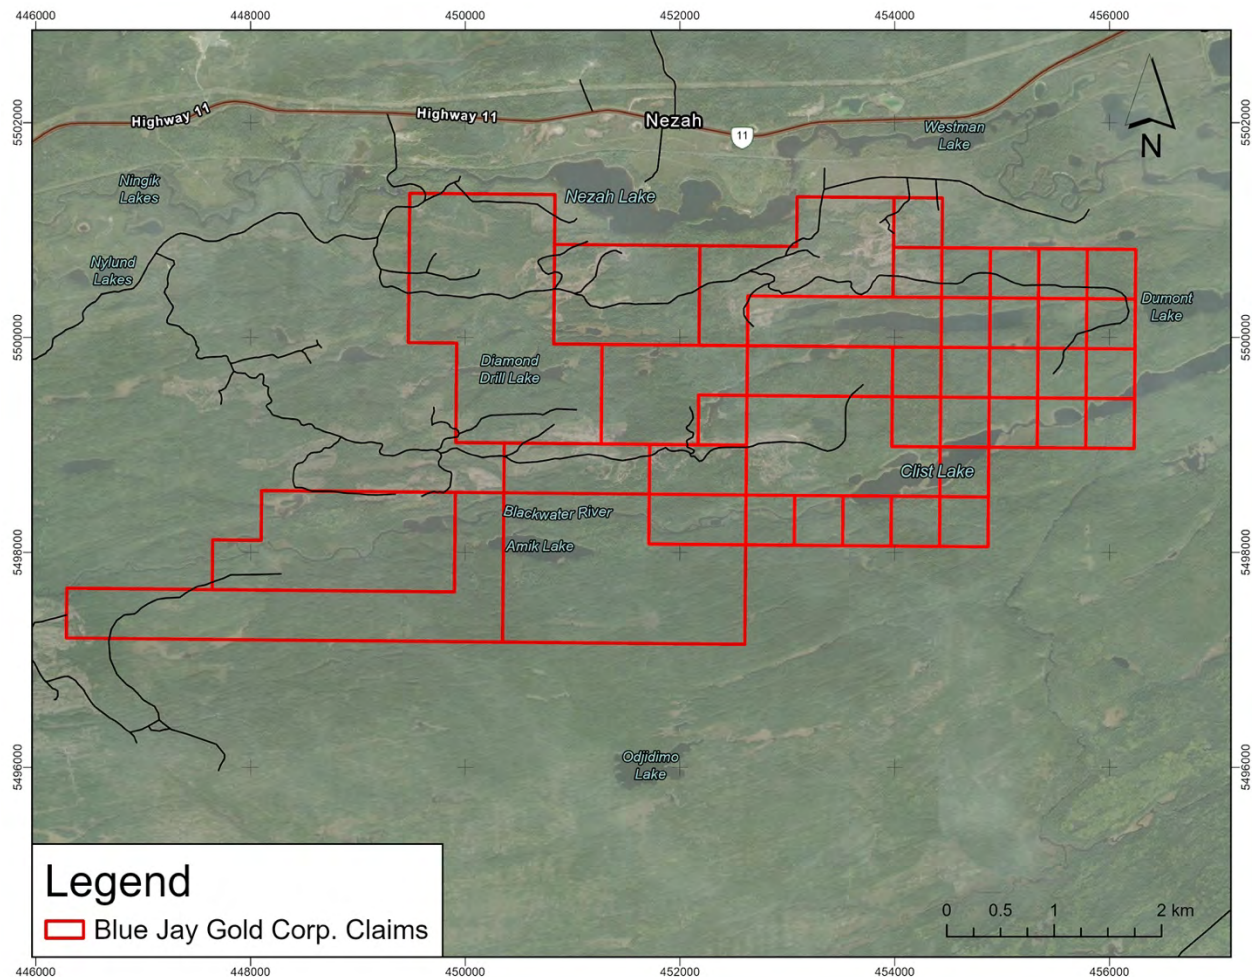 446000
448000
450000
452000
454000
456000
5502000
5502000
Highway 11
Highway 11
Nezah
11
Westman
Lake
N
Ningik
Lakes
Nezah Lake
Nylund
Lakes
Dumont
Lake
5500000
5500000
Diamond
Drill Lake
Clist Lake
Blackwater River
Amik Lake
5498000
5498000
Odjidimo
Lake
5496000
5496000
Legend
Blue Jay Gold Corp. Claims
0 0.5 1 2 km
446000
448000
450000
452000
454000
456000